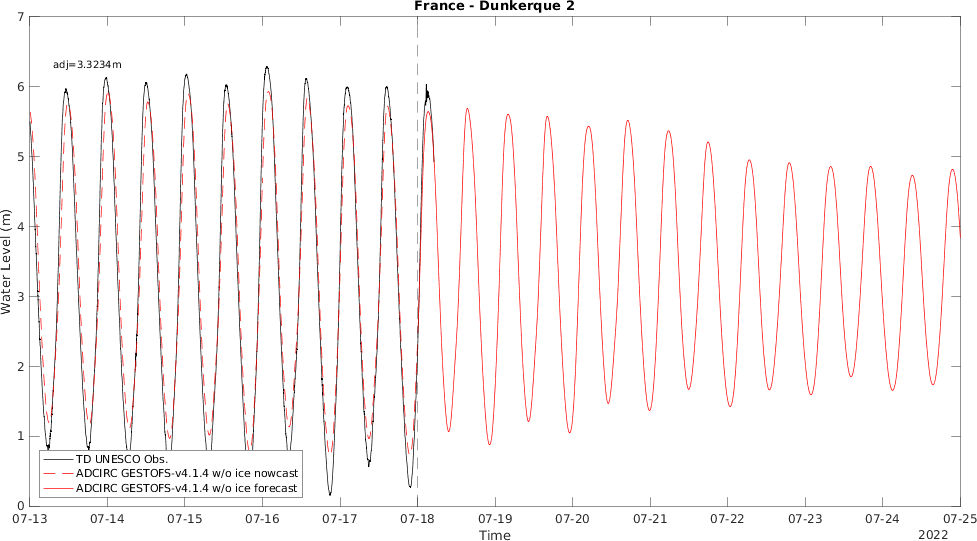 France - Dunkerque 2
adj=3.3234m
Water Level (m)
7
6
5
4
3
2
1
0
TD UNESCO Obs.
ADCIRC GESTOFS-v4.1.4 w/o ice nowcast
ADCIRC GESTOFS-v4.1.4 w/o ice forecast
07-13 07-14 07-15 07-16 07-17 07-18 07-19 07-20 07-21 07-22 07-23 07-24 07-25
Time
2022